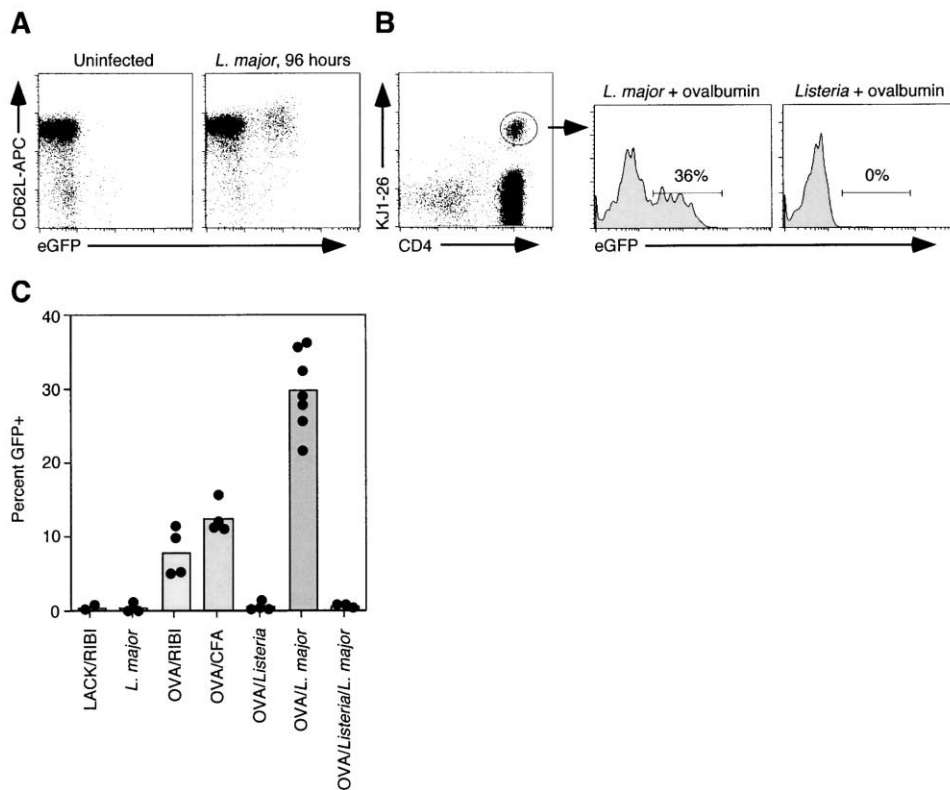 A
Uninfected
L. major, 96 hours
CD62L-APC
eGFP
B
KJ1-26
CD4
L. major + ovalbumin
36%
Listeria + ovalbumin
0%
eGFP
C
Percent GFP+
40
30
20
10
0
LACK/RIBI
L. major
OVA/RIBI
OVA/CFA
OVA/Listeria
OVA/L. major
OVA/Listeria/L. major